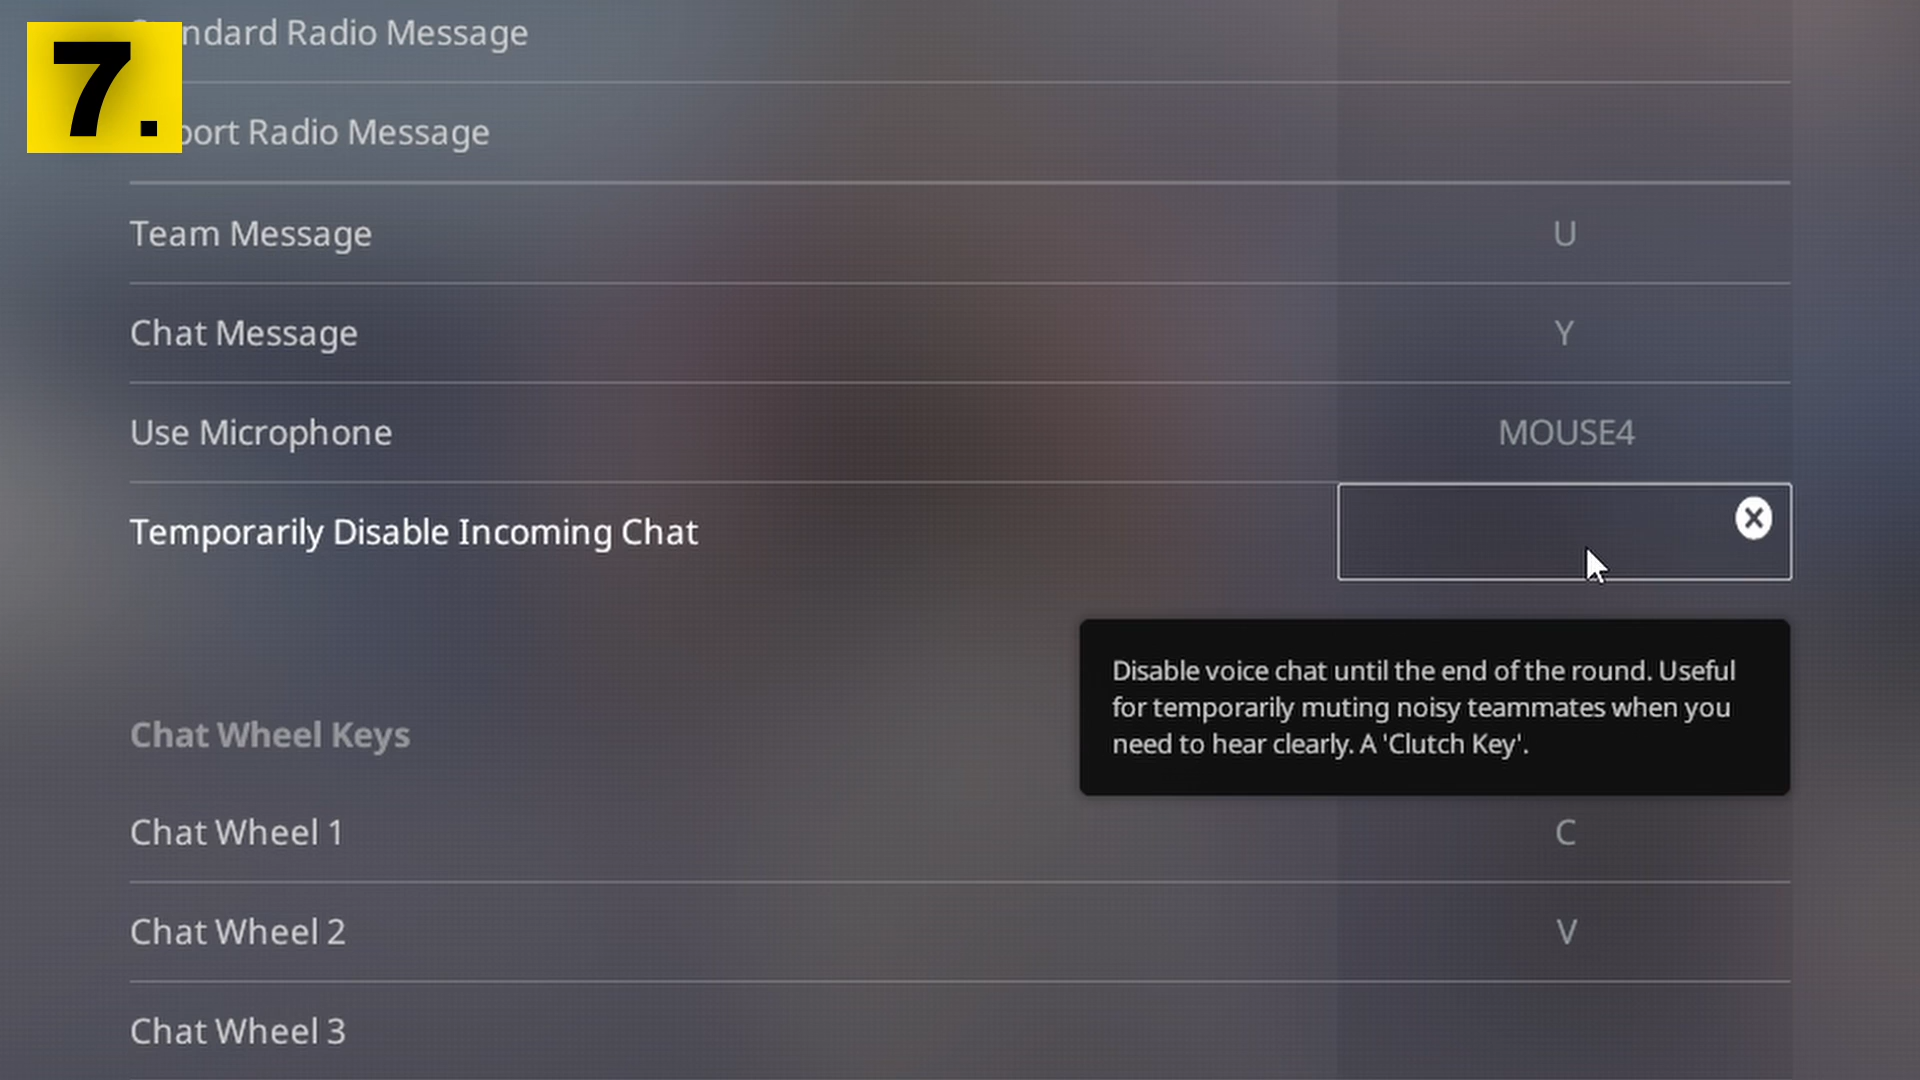 7.
ndard Radio Message
port Radio Message
Team Message U
Chat Message Y
Use Microphone MOUSE4
Temporarily Disable Incoming Chat
Disable voice chat until the end of the round. Useful
for temporarily muting noisy teammates when you
need to hear clearly. A 'Clutch Key'.
Chat Wheel Keys
Chat Wheel 1 C
Chat Wheel 2 V
Chat Wheel 3